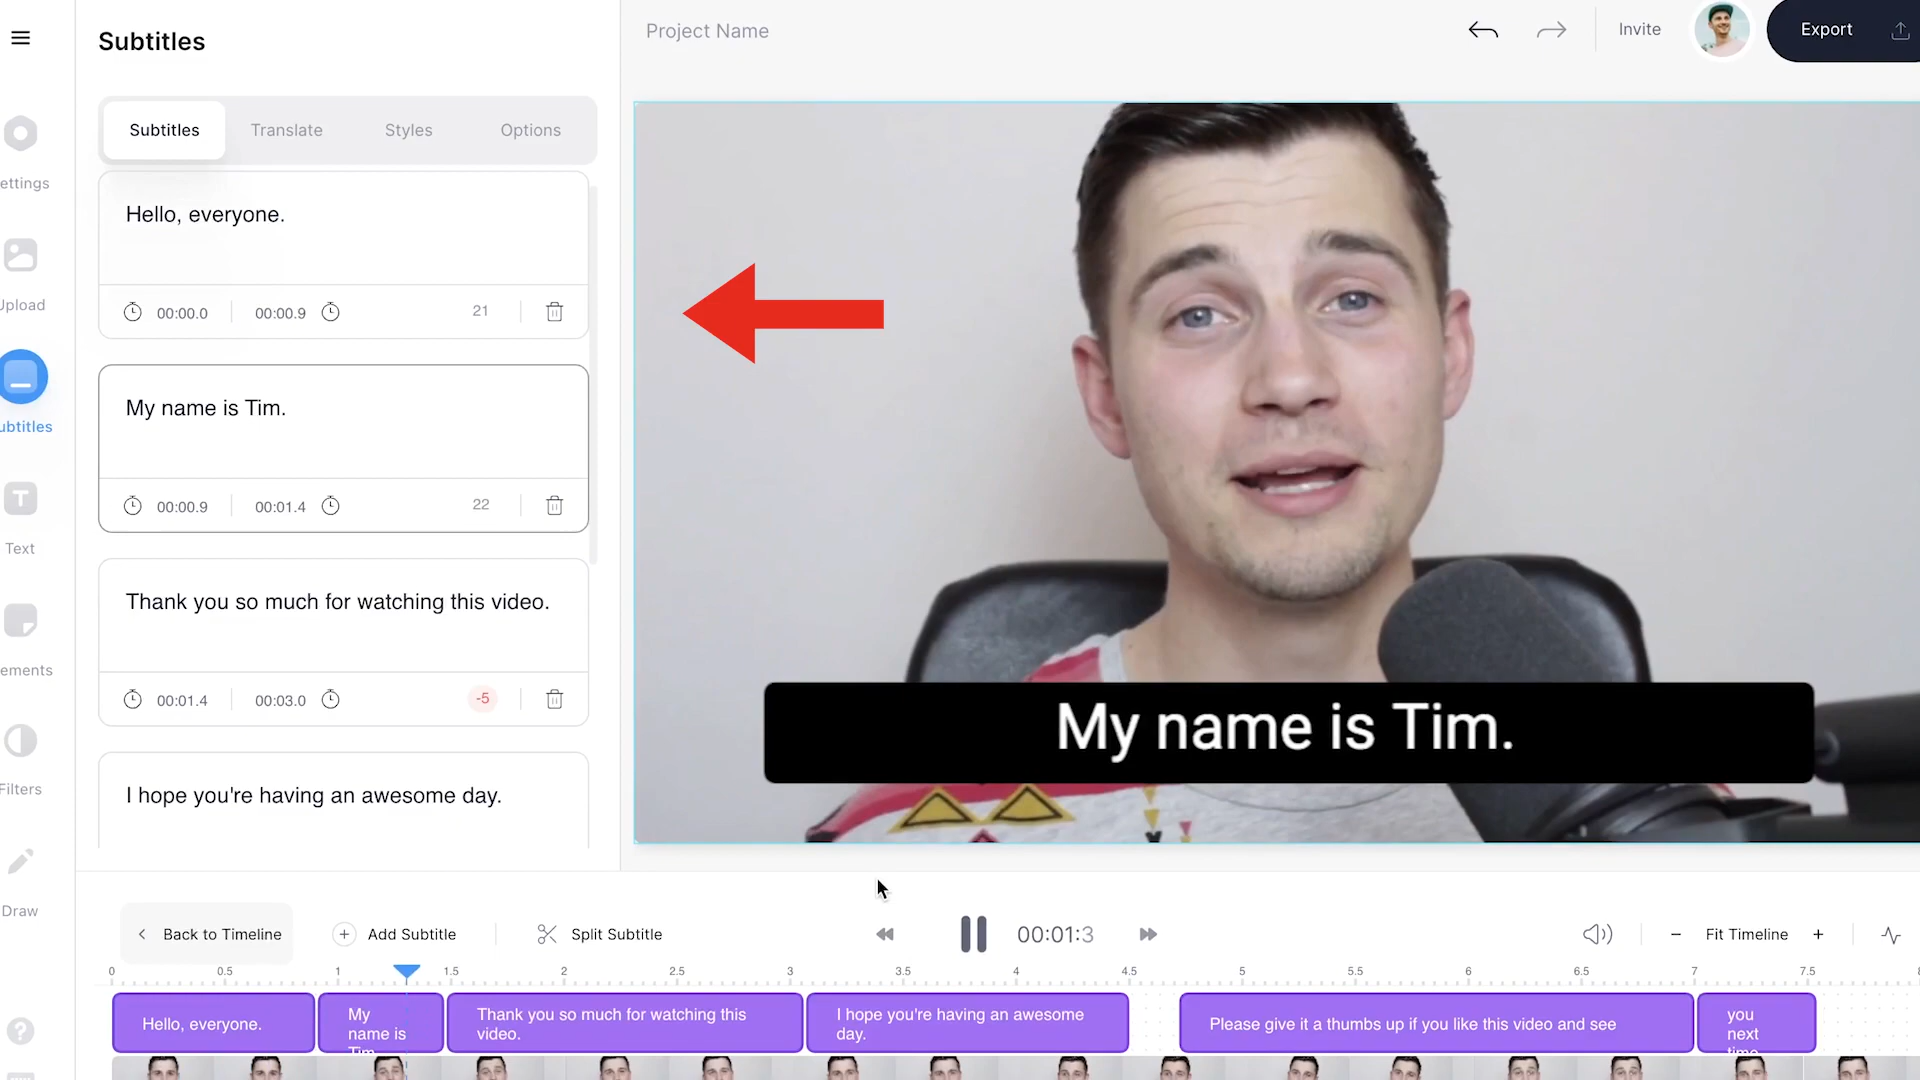 Subtitles
Project Name
Invite
Export
Subtitles
Translate
Styles
Options
ettings
Upload
ubtitles
Text
ements
Filters
Draw
Hello, everyone.
00:00.0
00:00.9
21
My name is Tim.
00:00.9
00:01.4
22
Thank you so much for watching this video.
00:01.4
00:03.0
-5
I hope you're having an awesome day.
My name is Tim.
Back to Timeline
Add Subtitle
Split Subtitle
00:01:3
Fit Timeline
0 0.5 1 1.5 2 2.5 3 3.5 4 4.5 5 5.5 6 6.5 7 7.5
Hello, everyone.
My
name is
Tim.
Thank you so much for watching this
video.
I hope you're having an awesome
day.
Please give it a thumbs up if you like this video and see
you
next
time